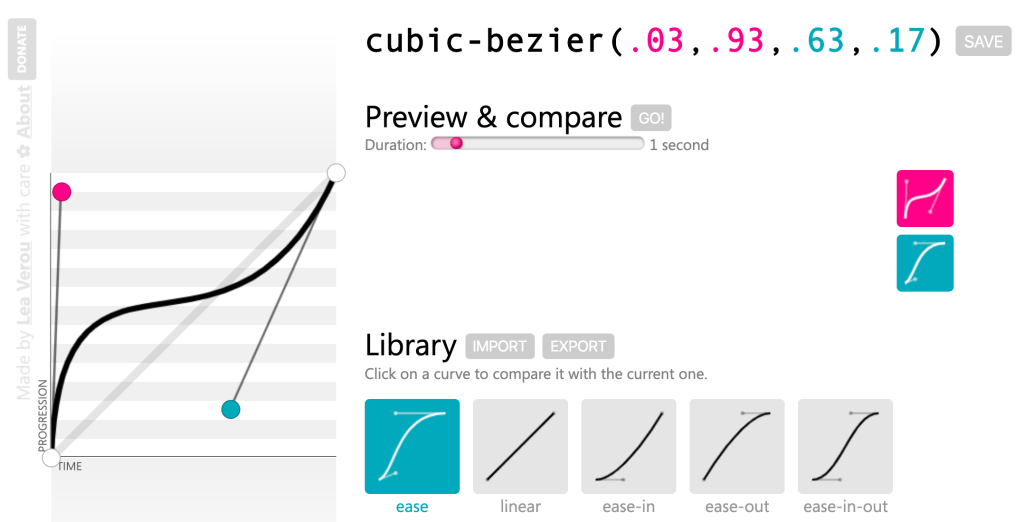 DONATE
Made by Lea Verou with care ✿ About
cubic-bezier(.03,.93,.63,.17) SAVE
Preview & compare GO!
Duration: 1 second
PROGRESSION
TIME
Library IMPORT EXPORT
Click on a curve to compare it with the current one.
ease linear ease-in ease-out ease-in-out